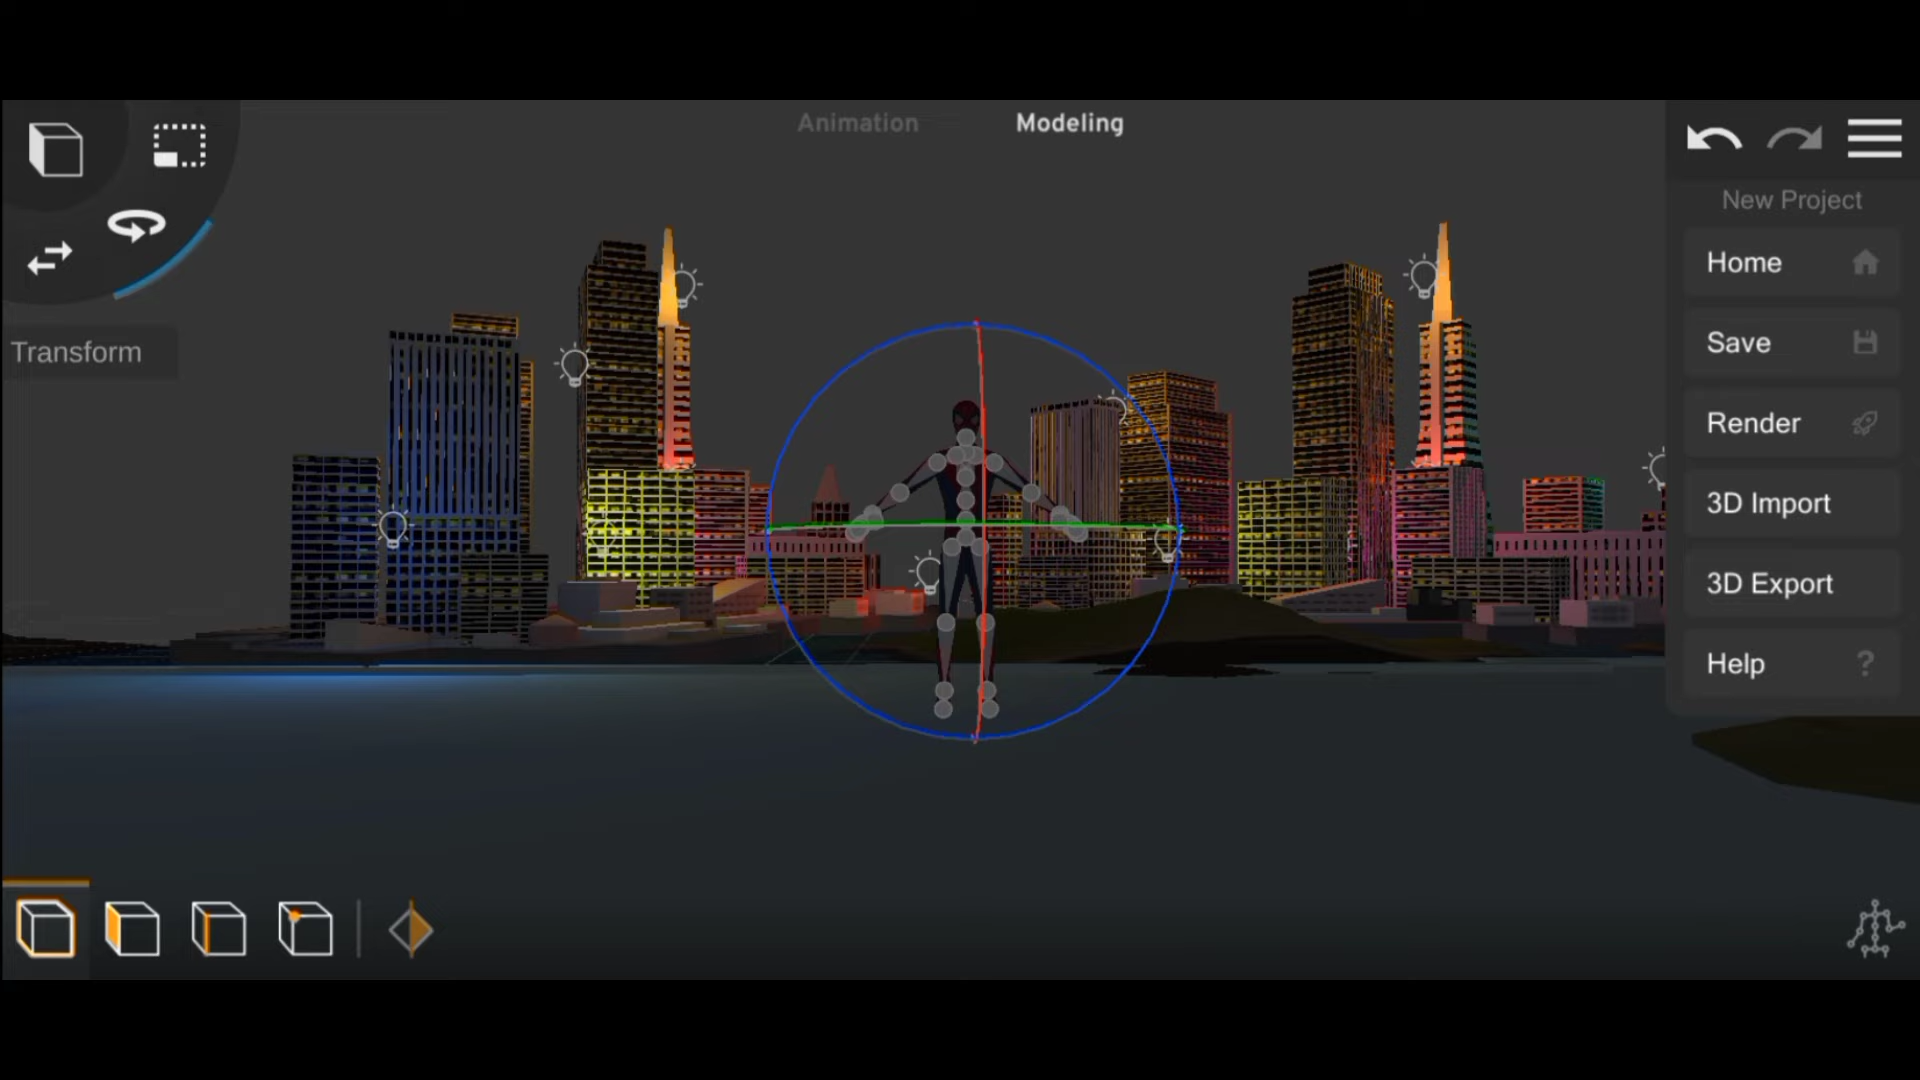 Animation Modeling
New Project
Home
Transform
Save
Render
3D Import
3D Export
Help ?